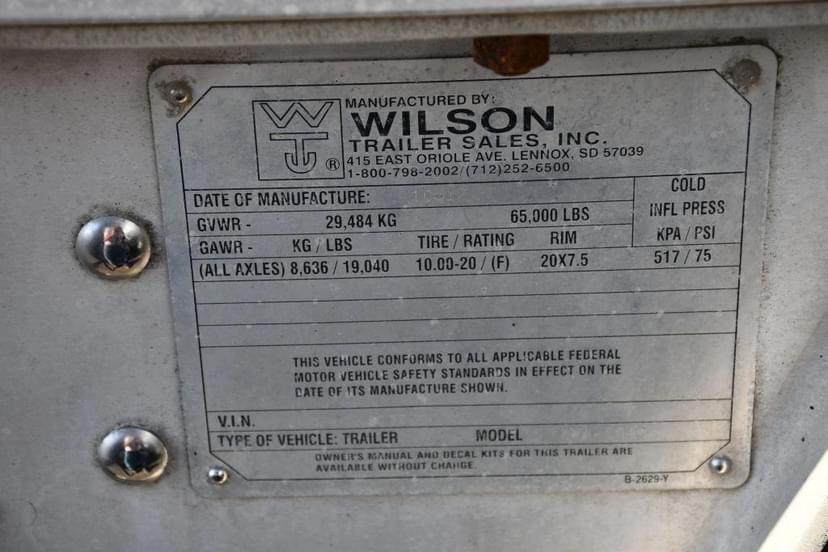 WT ®
MANUFACTURED BY:
WILSON
TRAILER SALES, INC.
415 EAST ORIOLE AVE. LENNOX, SD 57039
1-800-798-2002/(712)252-6500
DATE OF MANUFACTURE:
COLD
INFL PRESS
KPA / PSI
GVWR - 29,484 KG 65,000 LBS
GAWR - KG / LBS TIRE / RATING RIM
(ALL AXLES) 8,636 / 19,040 10.00-20 / (F) 20X7.5 517 / 75
THIS VEHICLE CONFORMS TO ALL APPLICABLE FEDERAL
MOTOR VEHICLE SAFETY STANDARDS IN EFFECT ON THE
DATE OF ITS MANUFACTURE SHOWN.
V.I.N.
TYPE OF VEHICLE: TRAILER MODEL
OWNER'S MANUAL AND DECAL KITS FOR THIS TRAILER ARE
AVAILABLE WITHOUT CHARGE.
B-2629-Y